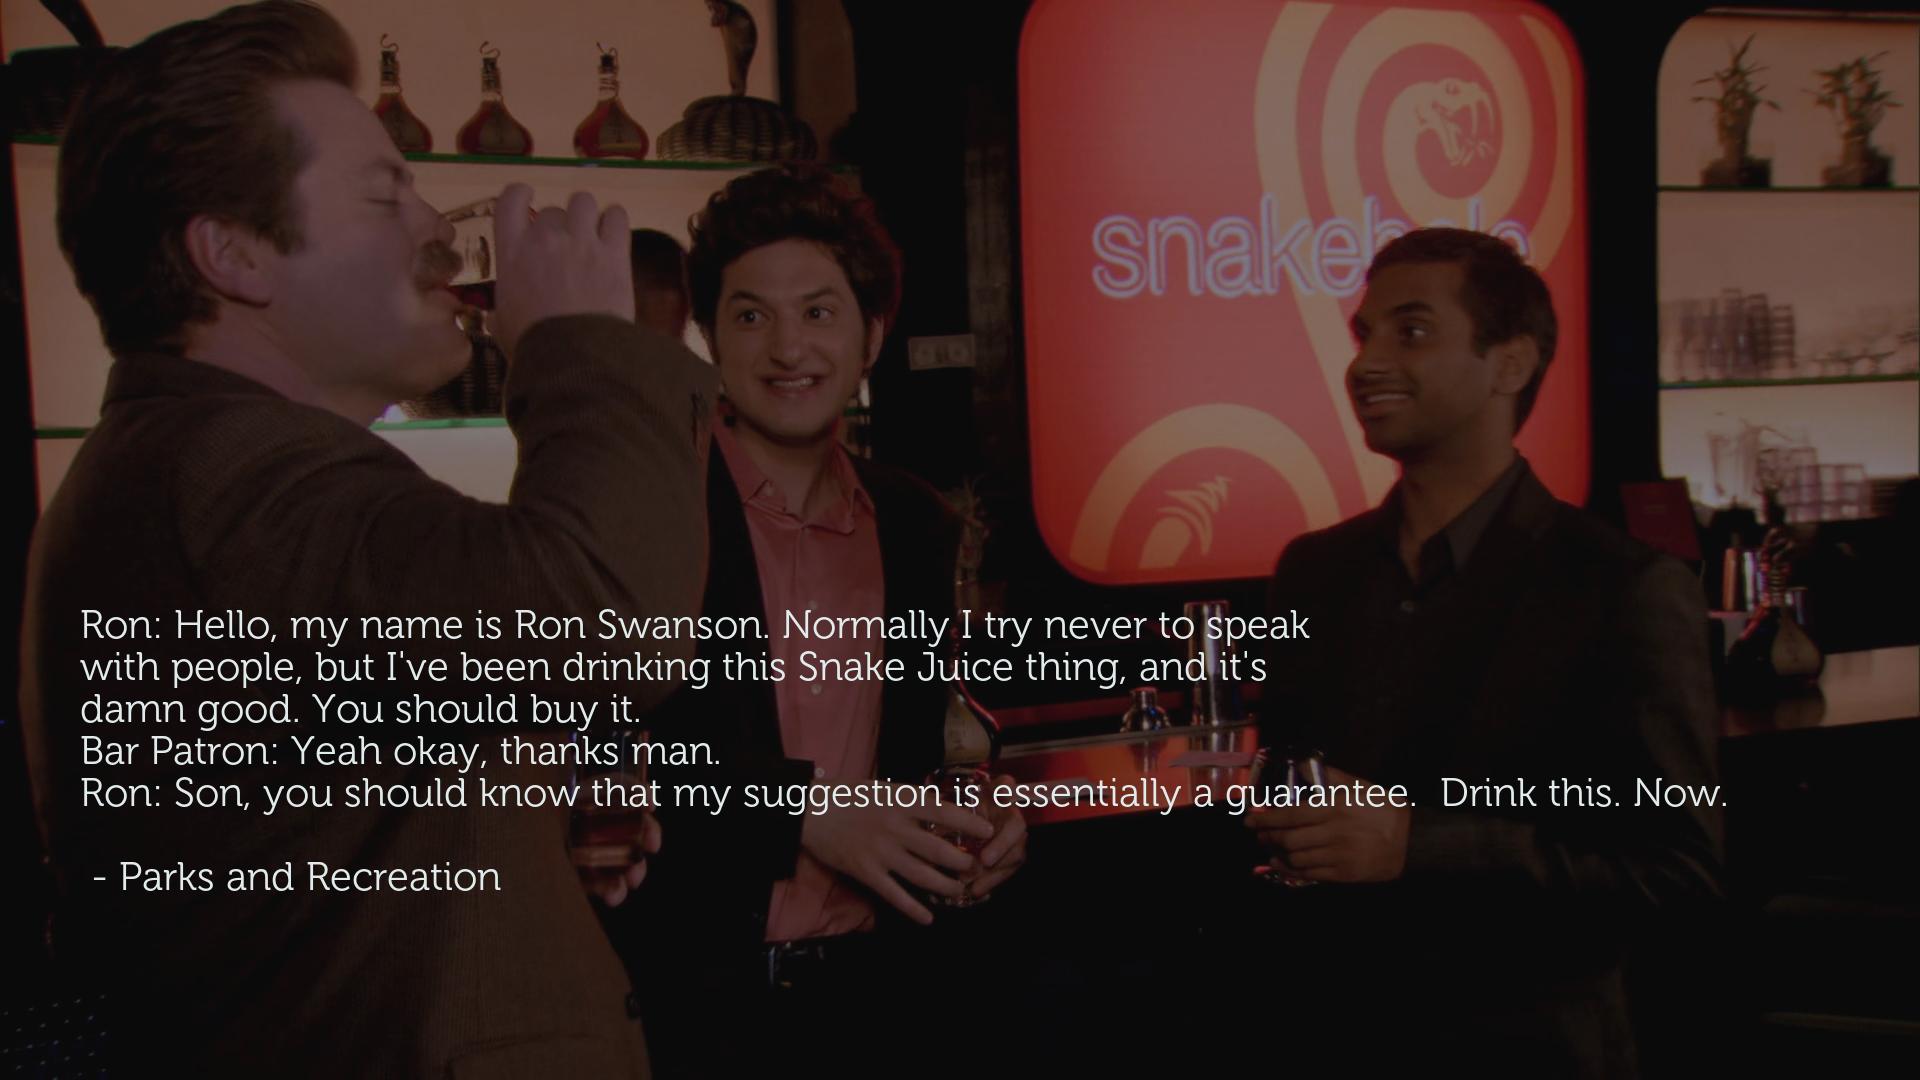 snakehole
Ron: Hello, my name is Ron Swanson. Normally I try never to speak
with people, but I've been drinking this Snake Juice thing, and it's
damn good. You should buy it.
Bar Patron: Yeah okay, thanks man.
Ron: Son, you should know that my suggestion is essentially a guarantee.  Drink this. Now.
- Parks and Recreation